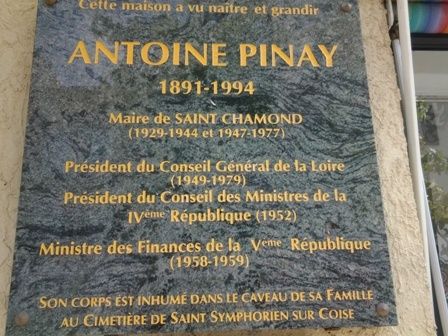 Cette maison a vu naître et grandir
ANTOINE PINAY
1891-1994
Maire de SAINT CHAMOND
(1929-1944 et 1947-1977)
Président du Conseil Général de la Loire
(1949-1979)
Président du Conseil des Ministres de la
IVème République (1952)
Ministre des Finances de la Vème République
(1958-1959)
SON CORPS EST INHUMÉ DANS LE CAVEAU DE SA FAMILLE
AU CIMETIÈRE DE SAINT SYMPHORIEN SUR COISE